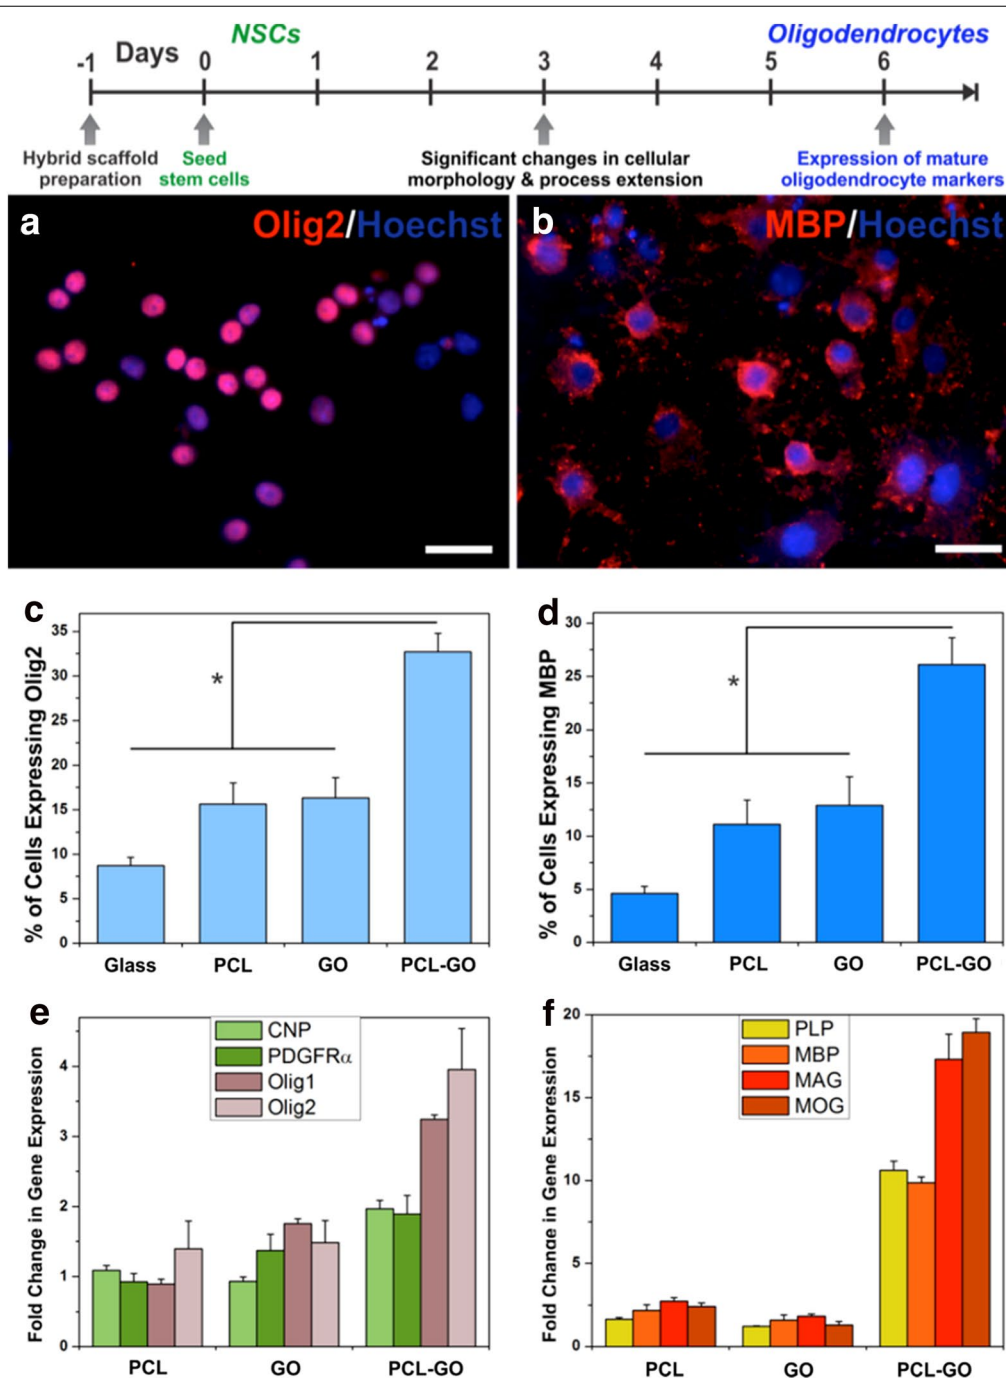 NSCs
Oligodendrocytes
-1 Days 0 1 2 3 4 5 6
Hybrid scaffold
preparation
Seed
stem cells
Significant changes in cellular
morphology & process extension
Expression of mature
oligodendrocyte markers
a
Olig2/Hoechst
b
MBP/Hoechst
c
% of Cells Expressing Olig2
35
30
25
20
15
10
5
0
*
Glass PCL GO PCL-GO
d
% of Cells Expressing MBP
30
25
20
15
10
5
0
*
Glass PCL GO PCL-GO
e
Fold Change in Gene Expression
4
3
2
1
0
CNP
PDGFRα
Olig1
Olig2
PCL GO PCL-GO
f
Fold Change in Gene Expression
20
15
10
5
0
PLP
MBP
MAG
MOG
PCL GO PCL-GO